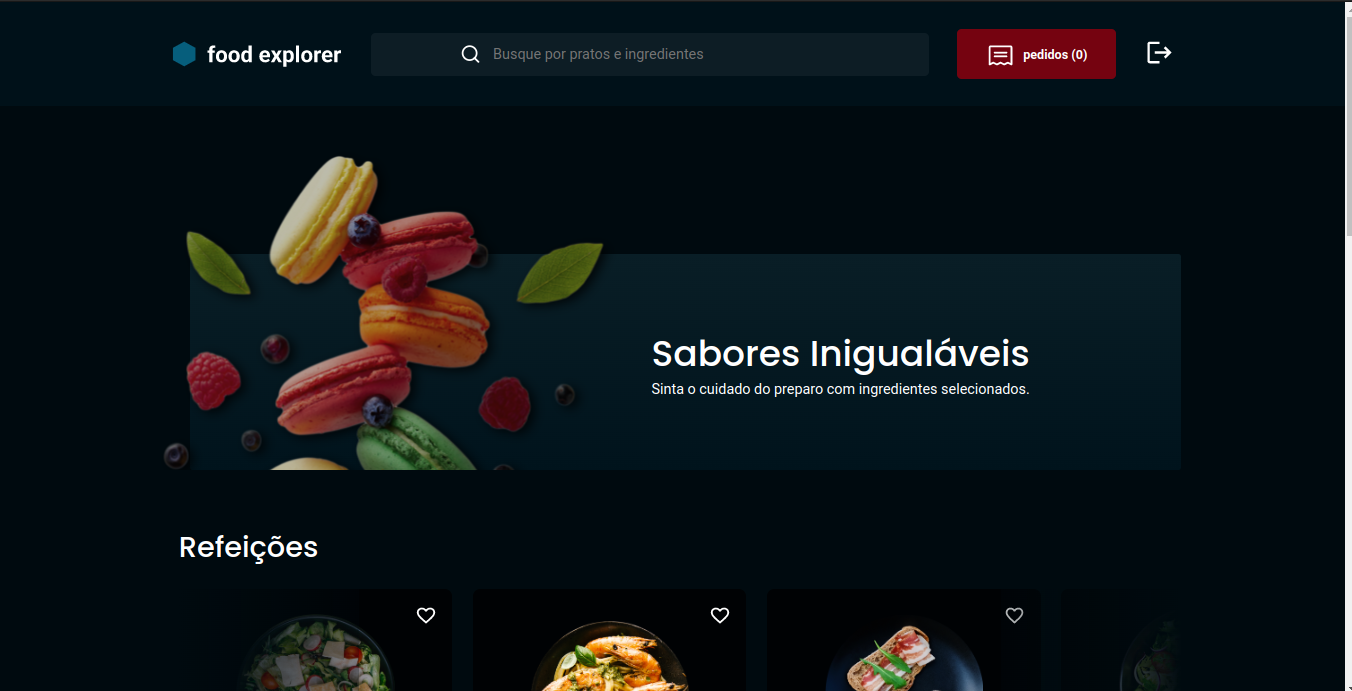 food explorer
Busque por pratos e ingredientes
pedidos (0)
Sabores Inigualáveis
Sinta o cuidado do preparo com ingredientes selecionados.
Refeições